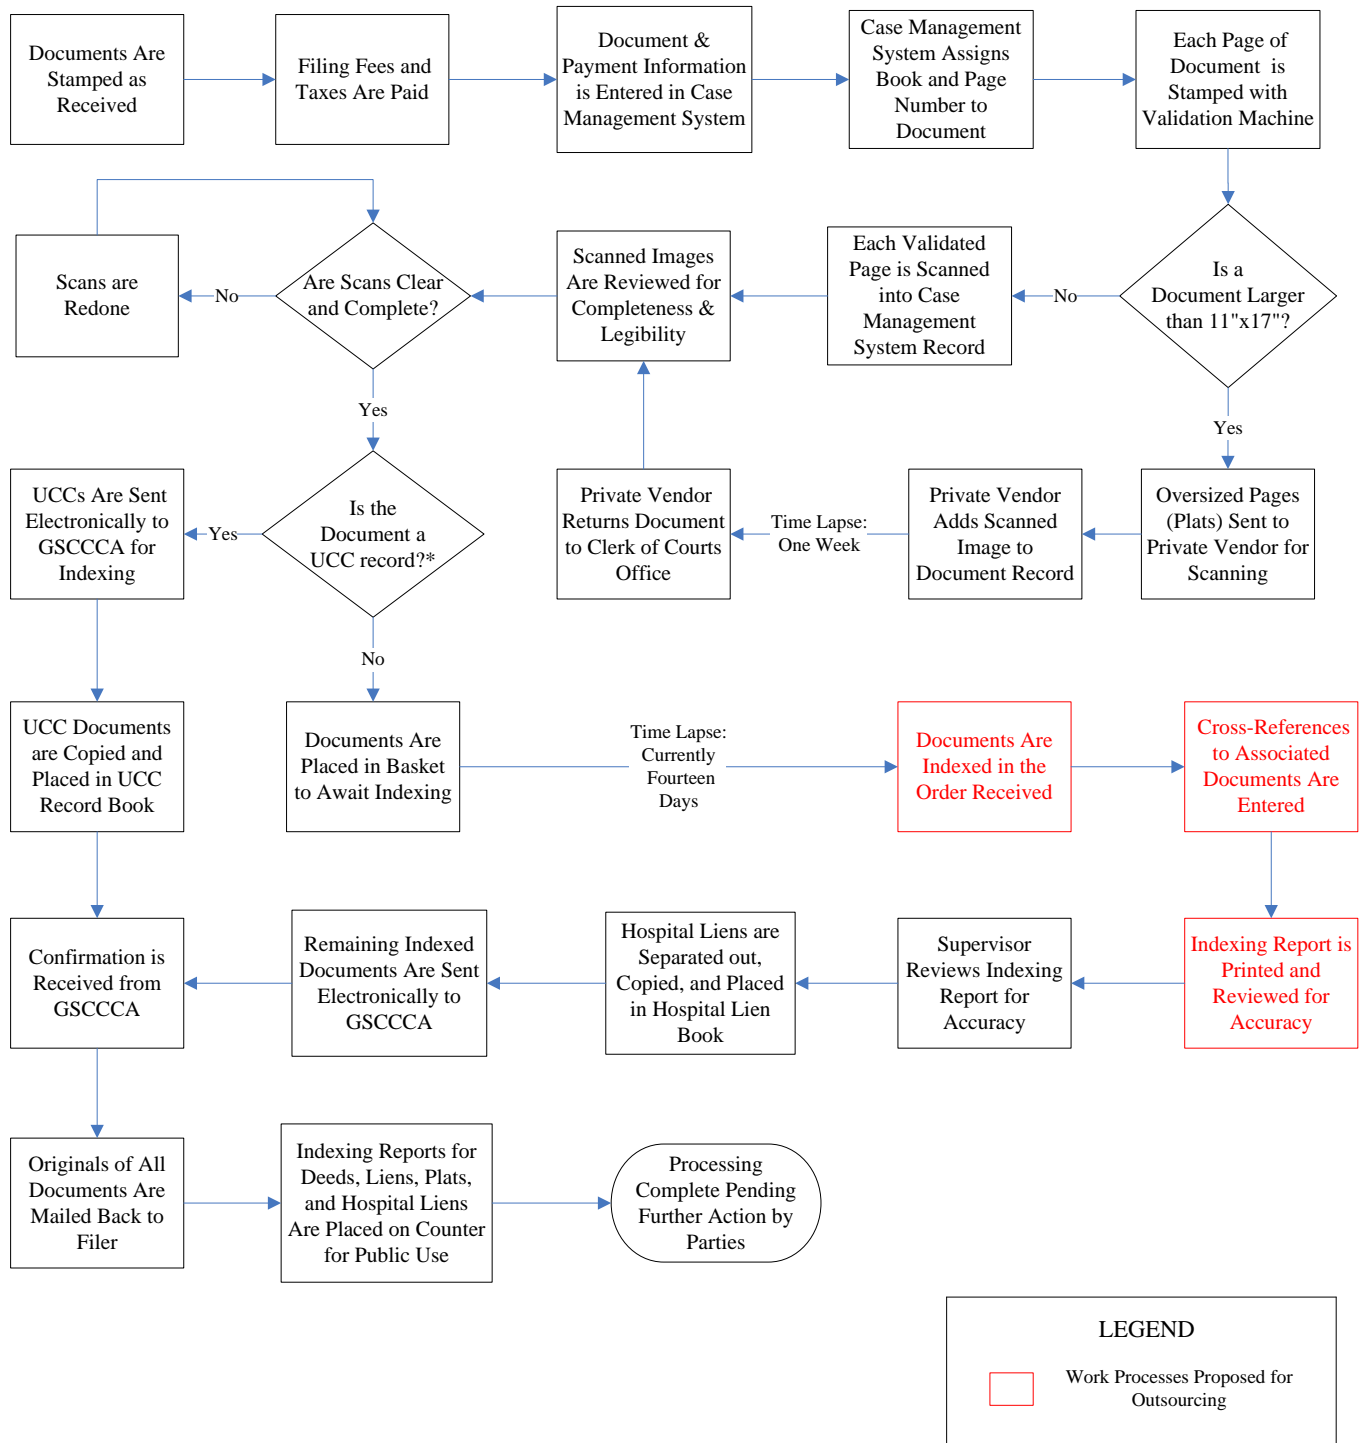 Documents Are
Stamped as
Received
Filing Fees and
Taxes Are Paid
Document &
Payment Information
is Entered in Case
Management System
Case Management
System Assigns
Book and Page
Number to
Document
Each Page of
Document is
Stamped with
Validation Machine
Is a
Document Larger
than 11"x17"?
No
Each Validated
Page is Scanned
into Case
Management
System Record
Scanned Images
Are Reviewed for
Completeness &
Legibility
Are Scans Clear
and Complete?
No
Scans are
Redone
Yes
Yes
Oversized Pages
(Plats) Sent to
Private Vendor for
Scanning
Private Vendor
Adds Scanned
Image to
Document Record
Time Lapse:
One Week
Private Vendor
Returns Document
to Clerk of Courts
Office
Is the
Document a
UCC record?*
Yes
UCCs Are Sent
Electronically to
GSCCCA for
Indexing
No
UCC Documents
are Copied and
Placed in UCC
Record Book
Documents Are
Placed in Basket
to Await Indexing
Time Lapse:
Currently
Fourteen
Days
Documents Are
Indexed in the
Order Received
Cross-References
to Associated
Documents Are
Entered
Indexing Report is
Printed and
Reviewed for
Accuracy
Supervisor
Reviews Indexing
Report for
Accuracy
Hospital Liens are
Separated out,
Copied, and Placed
in Hospital Lien
Book
Remaining Indexed
Documents Are Sent
Electronically to
GSCCCA
Confirmation is
Received from
GSCCCA
Originals of All
Documents Are
Mailed Back to
Filer
Indexing Reports for
Deeds, Liens, Plats,
and Hospital Liens
Are Placed on Counter
for Public Use
Processing
Complete Pending
Further Action by
Parties
LEGEND
Work Processes Proposed for
Outsourcing